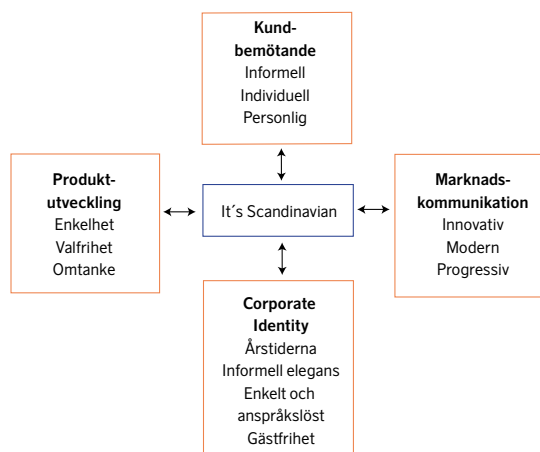 Kund-
bemötande
Informell
Individuell
Personlig
Produkt-
utveckling
Enkelhet
Valfrihet
Omtanke
It´s Scandinavian
Marknads-
kommunikation
Innovativ
Modern
Progressiv
Corporate
Identity
Årstiderna
Informell elegans
Enkelt och
anspråkslöst
Gästfrihet